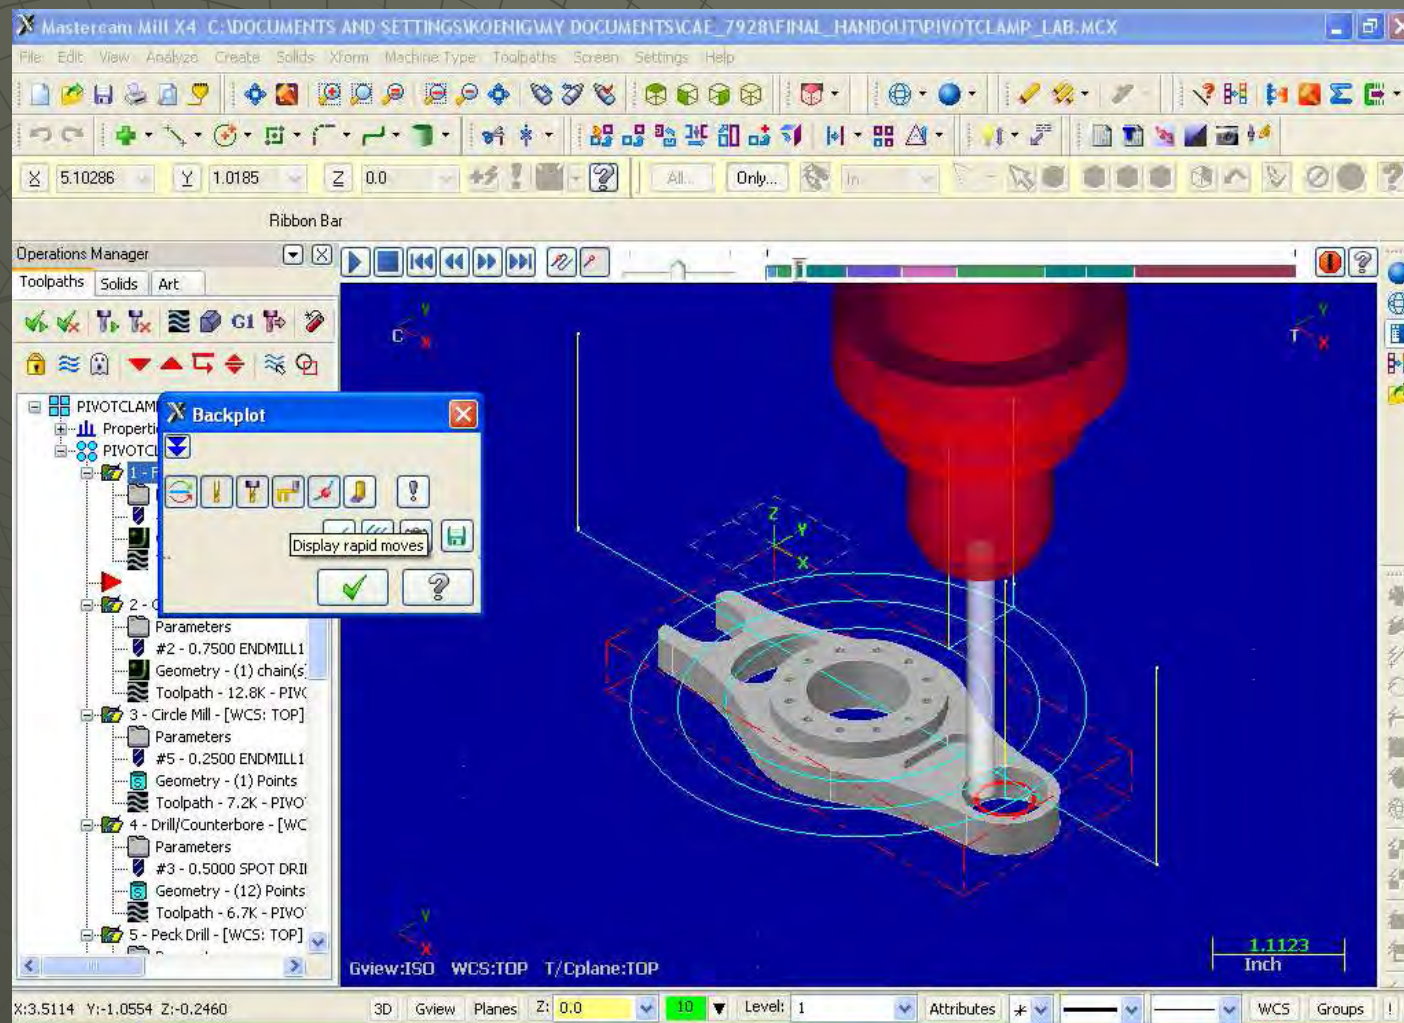 Mastercam Mill X4 C:\DOCUMENTS AND SETTINGS\KOENIG\MY DOCUMENTS\CAE_7928\FINAL_HANDOUT\PIVOTCLAMP_LAB.MCX
File Edit View Analyze Create Solids Xform Machine Type Toolpaths Screen Settings Help
X 5.10286 Y 1.0185 Z 0.0 All... Only... In
Ribbon Bar
Operations Manager
Toolpaths Solids Art
G1
PIVOTCLAM
Properti
PIVOTCL
1 - F
Backplot
Display rapid moves
2 - C
Parameters
#2 - 0.7500 ENDMILL1
Geometry - (1) chain(s)
Toolpath - 12.8K - PIV
3 - Circle Mill - [WCS: TOP]
Parameters
#5 - 0.2500 ENDMILL1
Geometry - (1) Points
Toolpath - 7.2K - PIVO
4 - Drill/Counterbore - [WC
Parameters
#3 - 0.5000 SPOT DRI
Geometry - (12) Points
Toolpath - 6.7K - PIVO
5 - Peck Drill - [WCS: TOP]
Y
C X
Y
T X
Z
Y
X
Y
X
Gview:ISO WCS:TOP T/Cplane:TOP
1.1123
Inch
X:3.5114 Y:-1.0554 Z:-0.2460 3D Gview Planes Z: 0.0 10 Level: 1 Attributes WCS Groups !